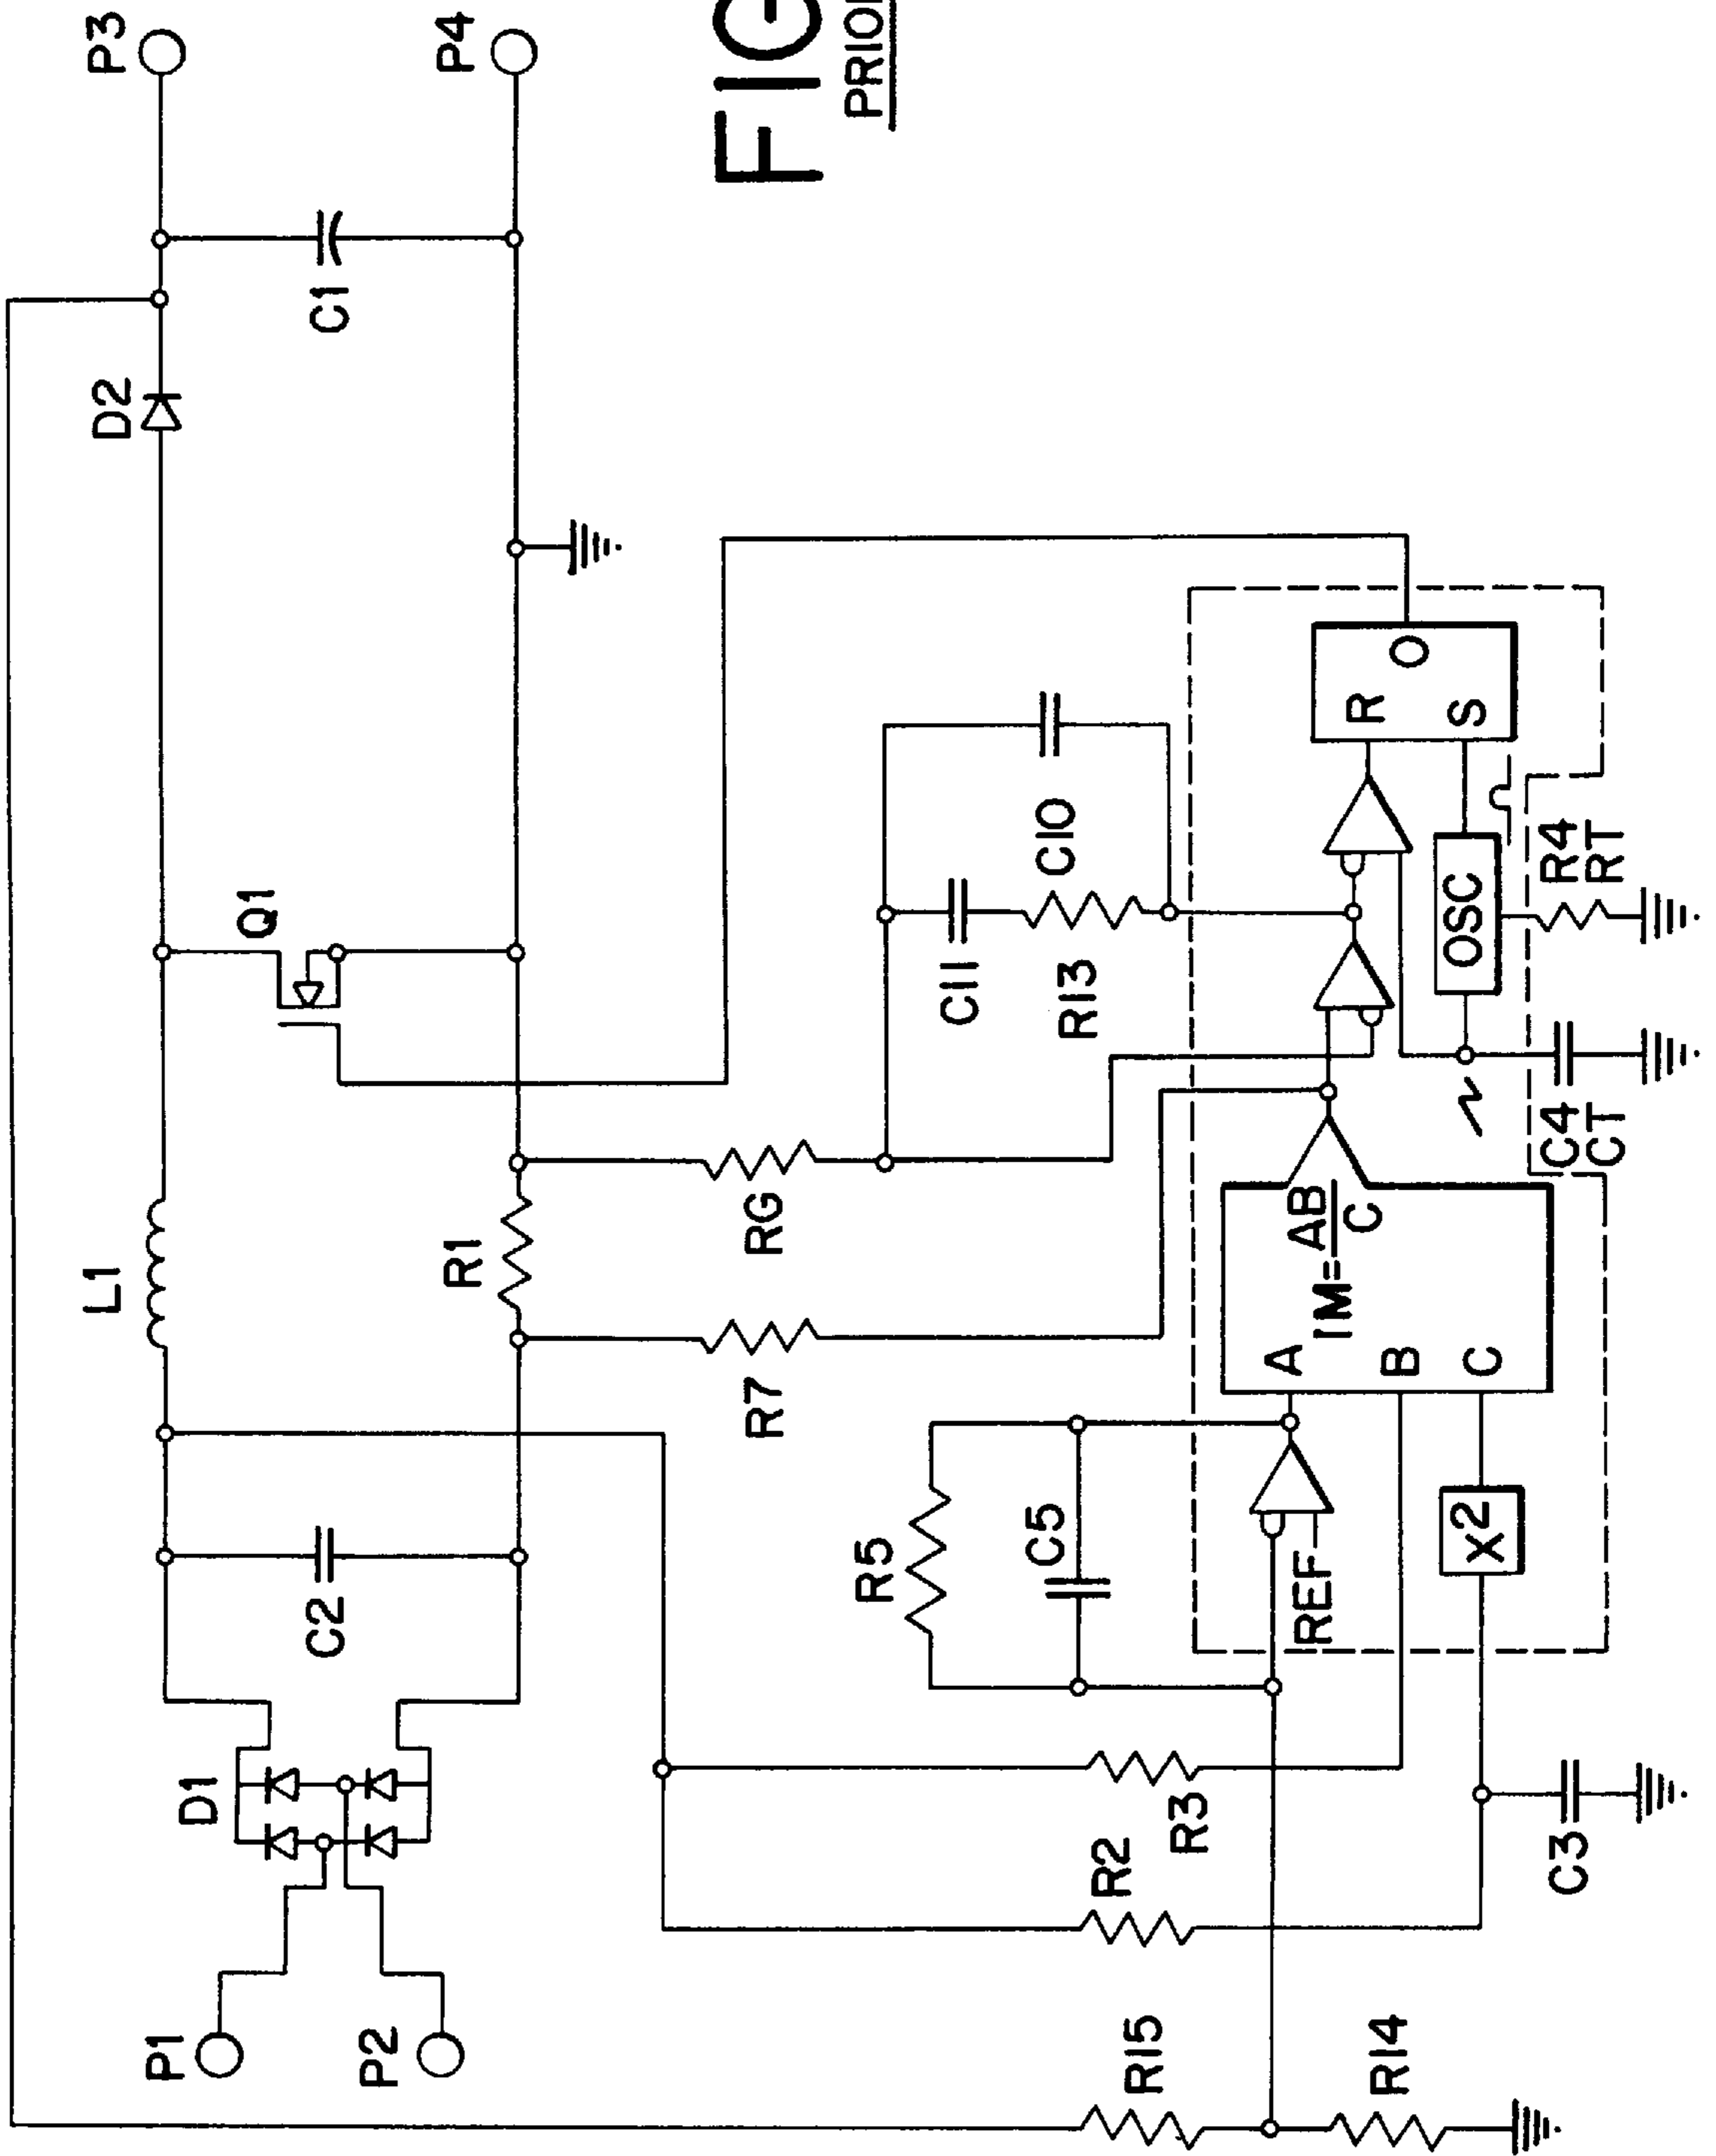 P1
P2
D1
C2
L1
Q1
D2
C1
P3
P4
R1
R7
RG
R5
C5
C11
R13
C10
R15
R14
R2
R3
C3
REF
X2
A
B
C
IM=AB/C
OSC
R
S
O
C4
CT
R4
RT
FIG